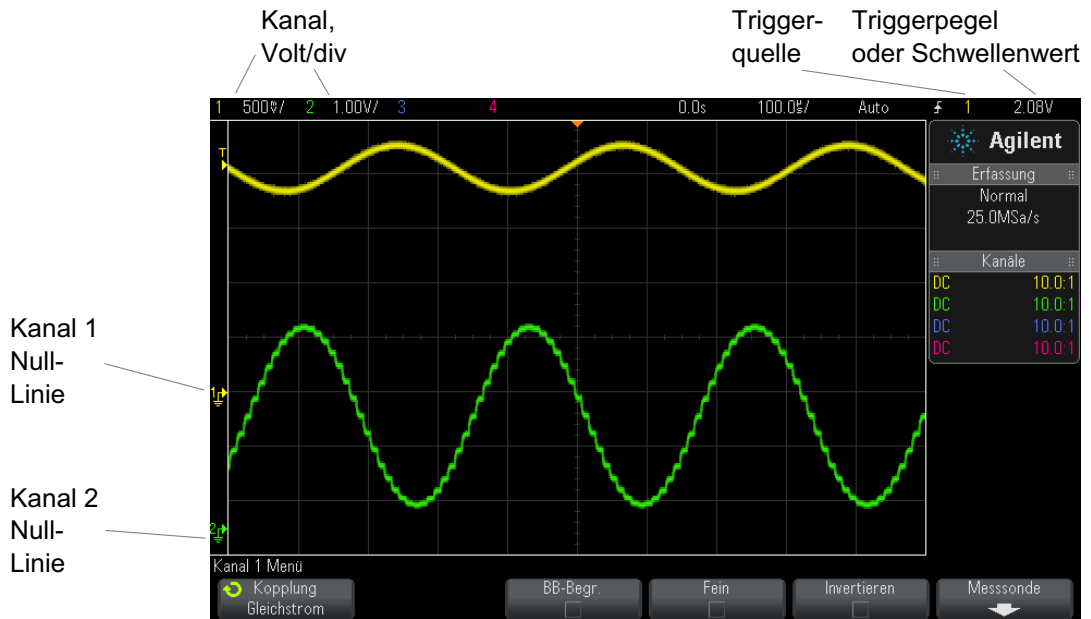 Kanal,
Volt/div
Trigger-
quelle
Triggerpegel
oder Schwellenwert
1 500▽/ 2 1.00V/ 3 4 0.0s 100.0㎲/ Auto 1 2.08V
T
Agilent
Erfassung
Normal
25.0MSa/s
Kanäle
DC 10.0:1
DC 10.0:1
DC 10.0:1
DC 10.0:1
Kanal 1
Null-
Linie
1
Kanal 2
Null-
Linie
2
Kanal 1 Menü
Kopplung
Gleichstrom
BB-Begr.
Fein
Invertieren
Messsonde